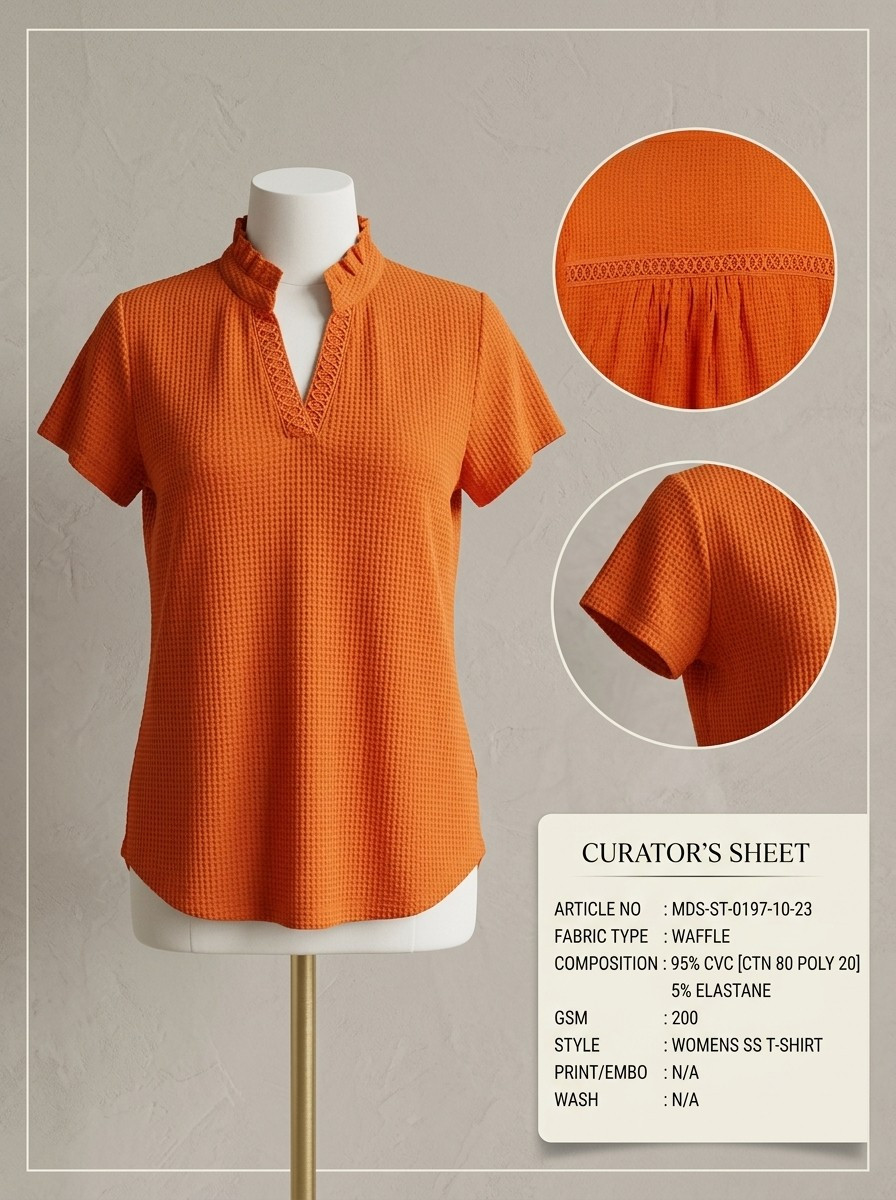 CURATOR'S SHEET
ARTICLE NO : MDS-ST-0197-10-23
FABRIC TYPE : WAFFLE
COMPOSITION : 95% CVC [CTN 80 POLY 20]
5% ELASTANE
GSM : 200
STYLE : WOMENS SS T-SHIRT
PRINT/EMBO : N/A
WASH : N/A